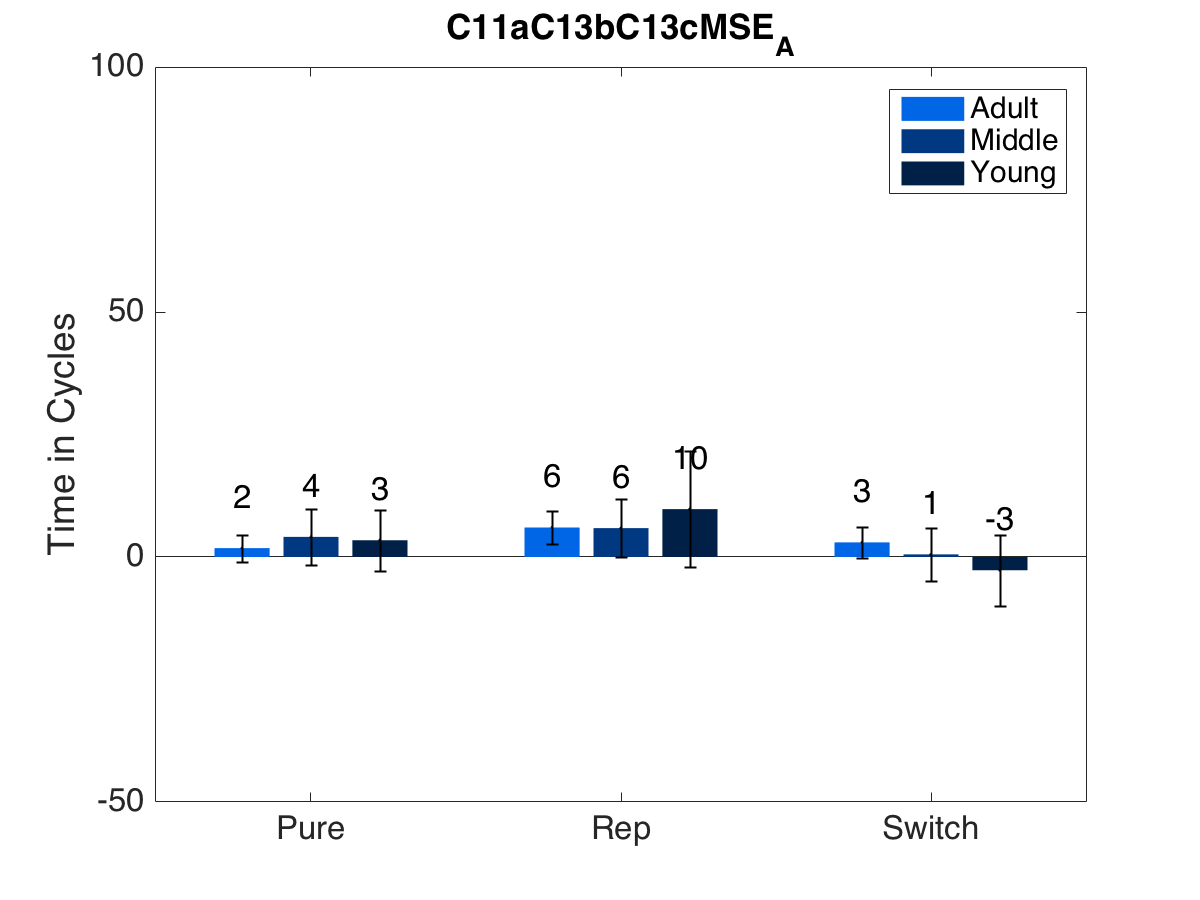 C11aC13bC13cMSE_A
100
Adult
Middle
Young
50
Time in Cycles
10
6
6
2
4
3
3
1
-3
0
-50
Pure
Rep
Switch